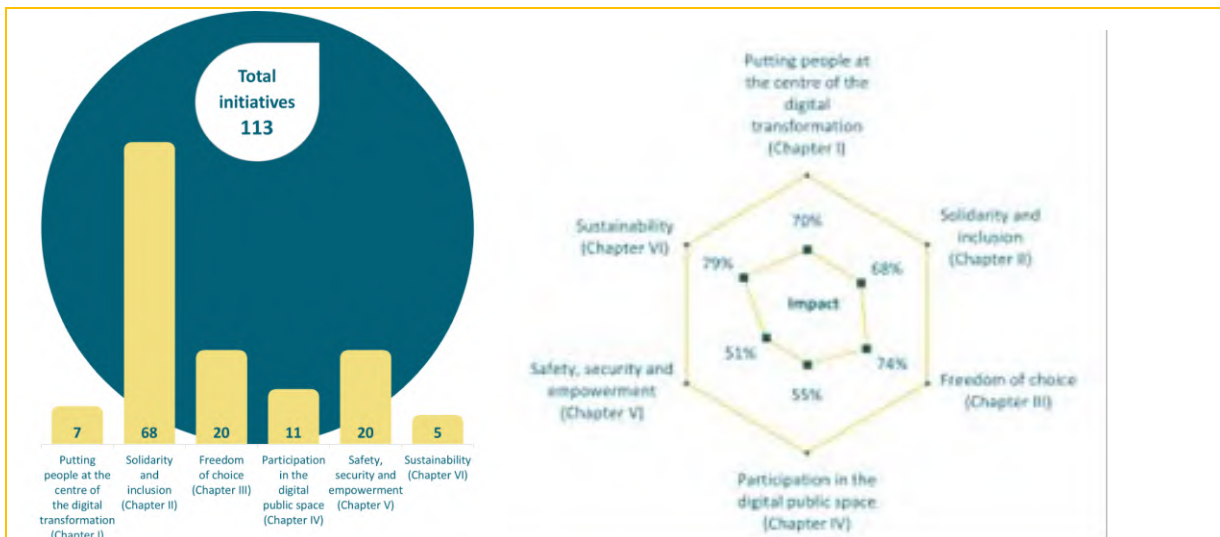 Total
initiatives
113
7
68
20
11
20
5
Putting
people at the
centre of
the digital
transformation
(Chapter I)
Solidarity
and
inclusion
(Chapter II)
Freedom
of choice
(Chapter III)
Participation
in the
digital
public space
(Chapter IV)
Safety,
security and
empowerment
(Chapter V)
Sustainability
(Chapter VI)
Putting people at
the centre of the
digital
transformation
(Chapter I)
Solidarity and
inclusion
(Chapter II)
Freedom of choice
(Chapter III)
Participation in the
digital public space
(Chapter IV)
Safety, security and
empowerment
(Chapter V)
Sustainability
(Chapter VI)
70%
68%
74%
55%
51%
79%
Impact